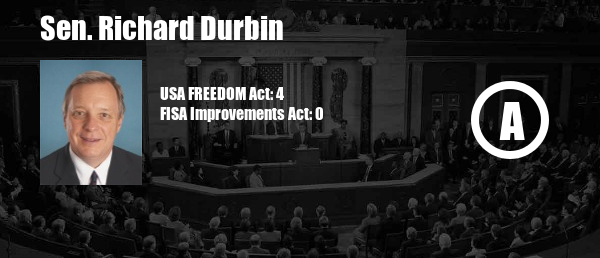 Sen. Richard Durbin
USA FREEDOM Act: 4
FISA Improvements Act: 0
A